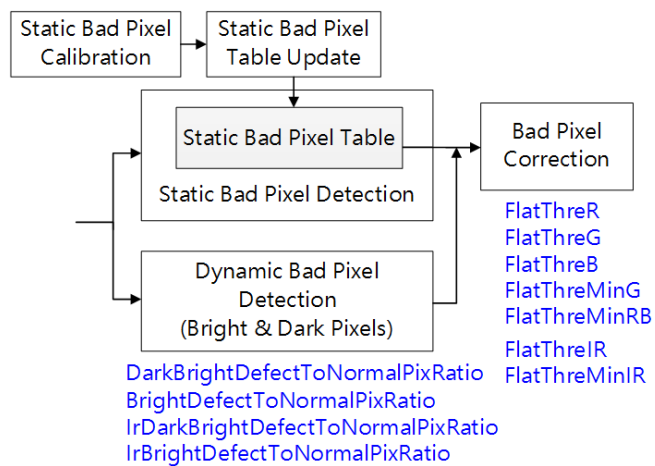 Static Bad Pixel
Calibration
Static Bad Pixel
Table Update
Static Bad Pixel Table
Static Bad Pixel Detection
Bad Pixel
Correction
Dynamic Bad Pixel
Detection
(Bright & Dark Pixels)
FlatThreR
FlatThreG
FlatThreB
FlatThreMinG
FlatThreMinRB
FlatThreIR
FlatThreMinIR
DarkBrightDefectToNormalPixRatio
BrightDefectToNormalPixRatio
IrDarkBrightDefectToNormalPixRatio
IrBrightDefectToNormalPixRatio